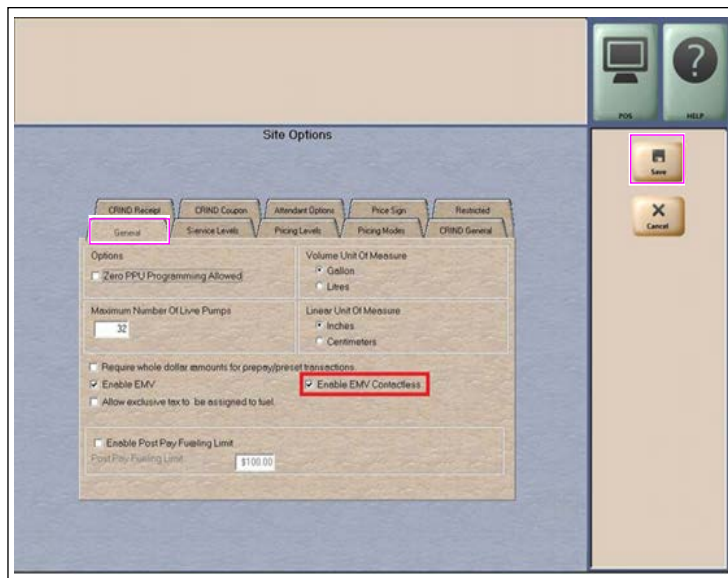 POS
HELP
Site Options
Save
Cancel
CRIND Receipt
CRIND Coupon
Attendant Options
Price Sign
Restricted
General
Service Levels
Pricing Levels
Pricing Modes
CRIND General
Options
Zero PPU Programming Allowed
Volume Unit Of Measure
Gallon
Litres
Maximum Number Of Live Pumps
32
Linear Unit Of Measure
Inches
Centimeters
Require whole dollar amounts for prepay/preset transactions.
Enable EMV
Enable EMV Contactless
Allow exclusive tax to be assigned to fuel.
Enable Post Pay Fueling Limit
Post Pay Fueling Limit
$100.00